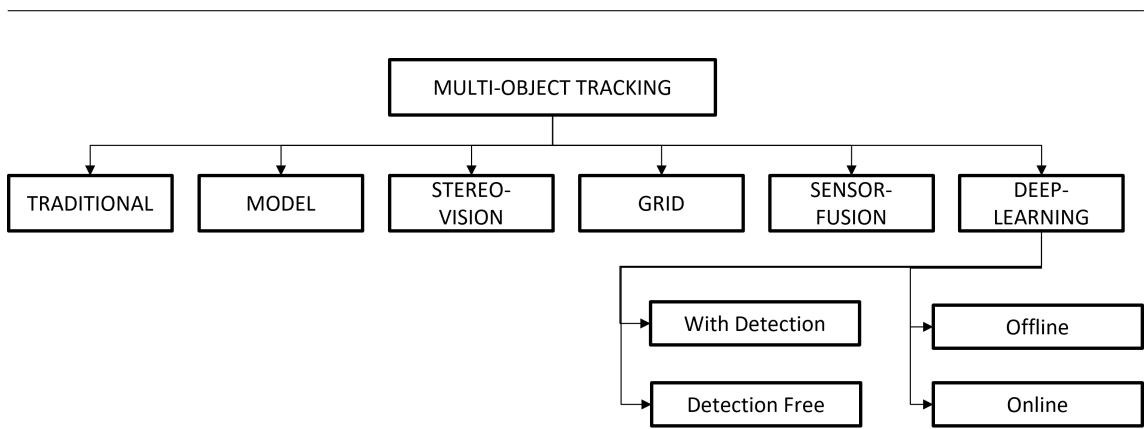 MULTI-OBJECT TRACKING
TRADITIONAL
MODEL
STEREO-
VISION
GRID
SENSOR-
FUSION
DEEP-
LEARNING
With Detection
Offline
Detection Free
Online